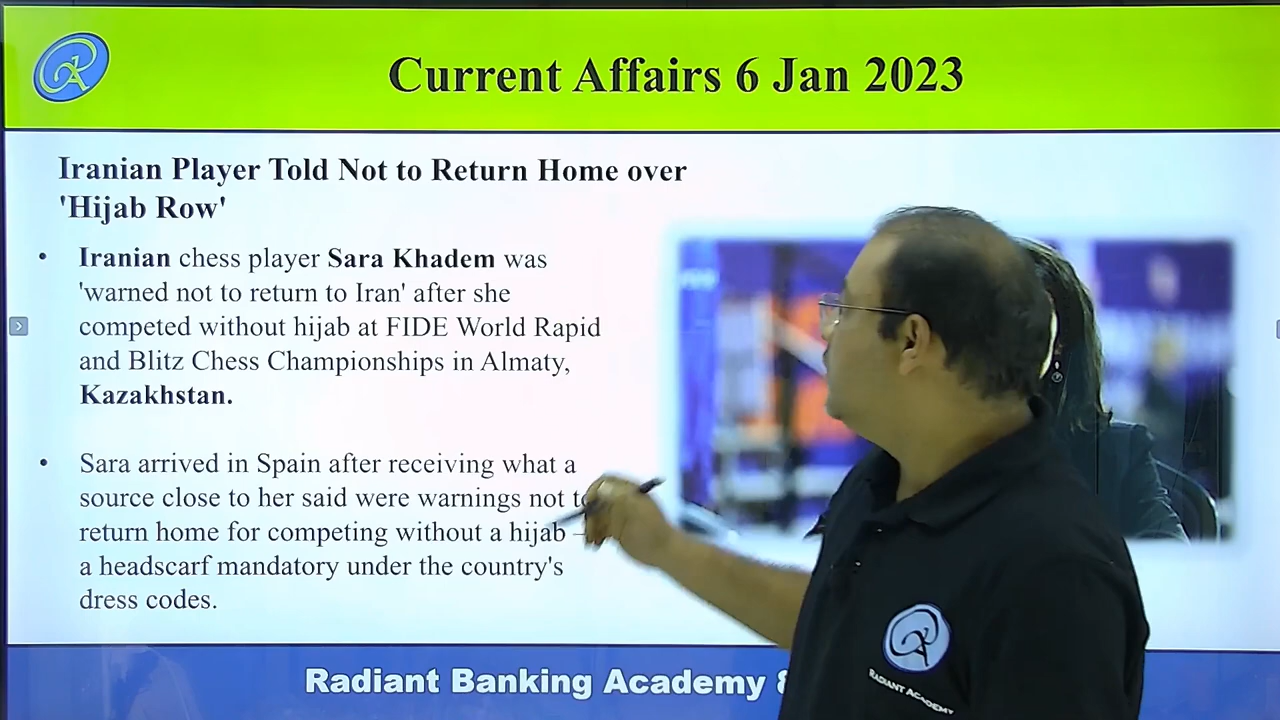 Current Affairs 6 Jan 2023
Iranian Player Told Not to Return Home over
'Hijab Row'
• Iranian chess player Sara Khadem was
'warned not to return to Iran' after she
competed without hijab at FIDE World Rapid
and Blitz Chess Championships in Almaty,
Kazakhstan.
• Sara arrived in Spain after receiving what a
source close to her said were warnings not to
return home for competing without a hijab –
a headscarf mandatory under the country's
dress codes.
Radiant Banking Academy &
RADIANT ACADEMY